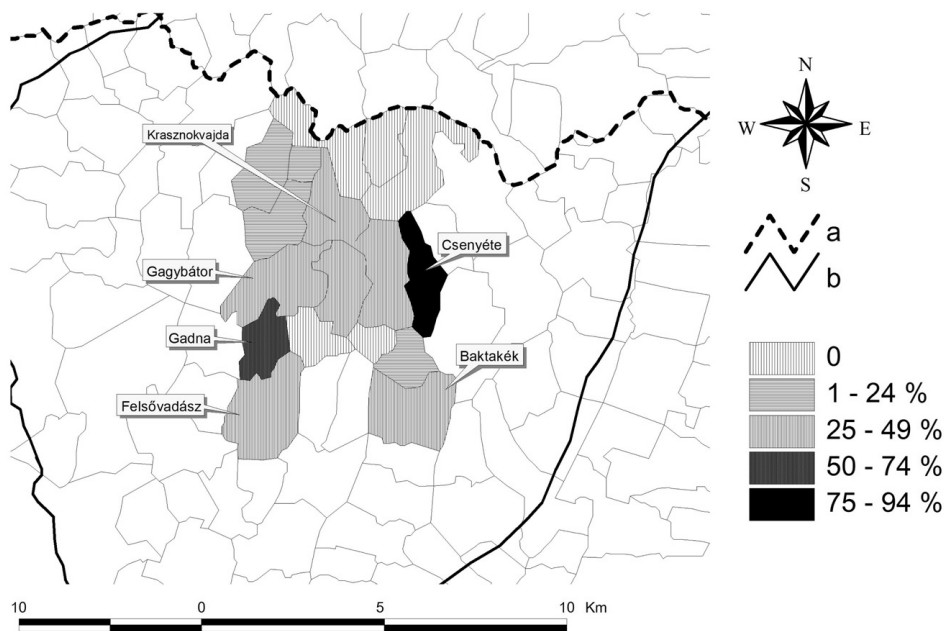 Krasznokvajda
Csenyéte
Gagybátor
Gadna
Baktakék
Felsővadász
N
W
E
S
a
b
0
1 - 24 %
25 - 49 %
50 - 74 %
75 - 94 %
10 0 5 10 Km